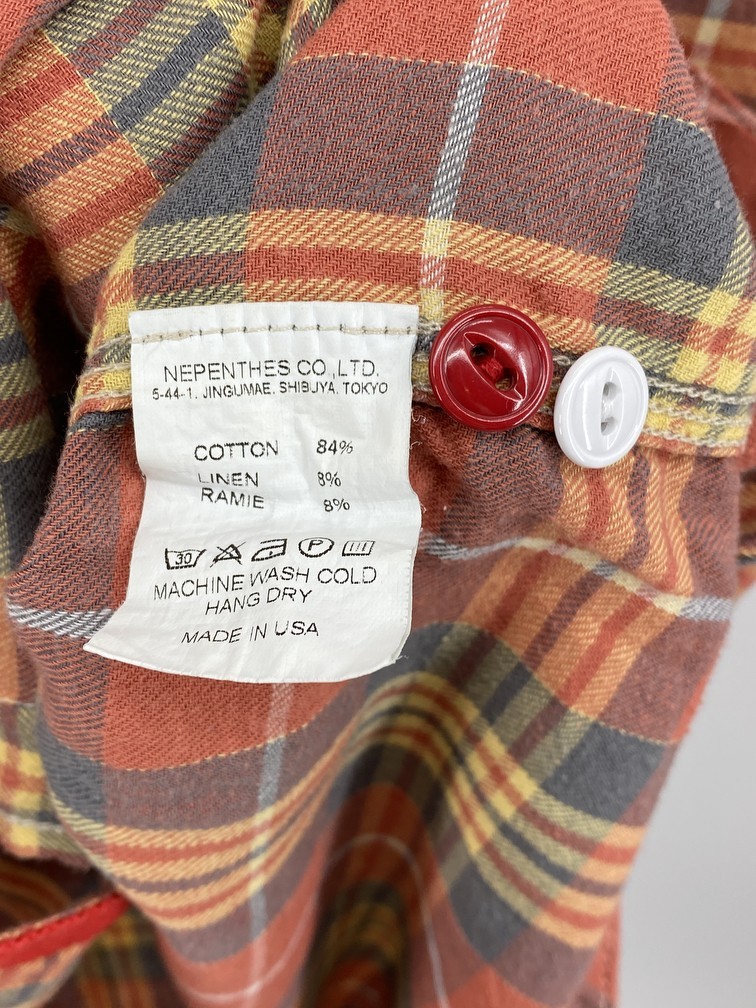 NEPENTHES CO.,LTD.
5-44-1, JINGUMAE, SHIBUYA, TOKYO
COTTON 84%
LINEN 8%
RAMIE 8%
30 P
MACHINE WASH COLD
HANG DRY
MADE IN USA